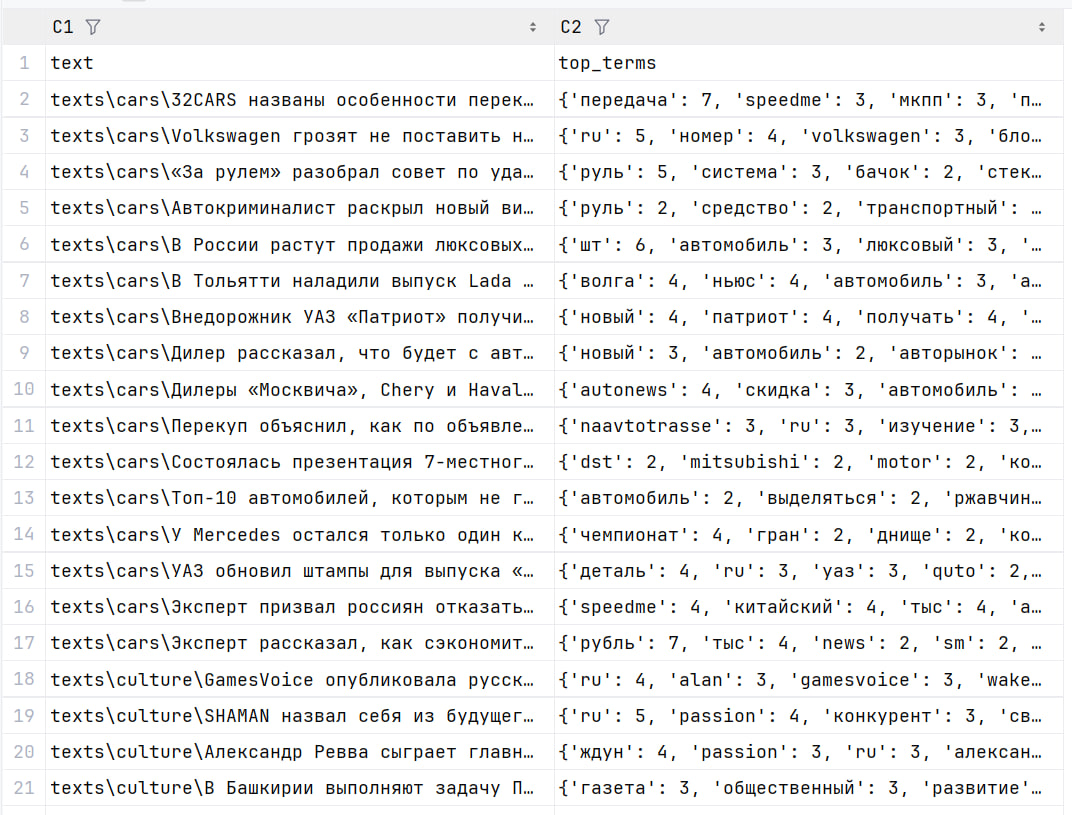 C1 C2
1 text top_terms
2 texts\cars\32CARS названы особенности перек… {'передача': 7, 'speedme': 3, 'мкпп': 3, 'п…
3 texts\cars\Volkswagen грозят не поставить н… {'ru': 5, 'номер': 4, 'volkswagen': 3, 'бло…
4 texts\cars\«За рулем» разобрал совет по уда… {'руль': 5, 'система': 3, 'бачок': 2, 'стек…
5 texts\cars\Автокриминалист раскрыл новый ви… {'руль': 2, 'средство': 2, 'транспортный': …
6 texts\cars\В России растут продажи люксовых… {'шт': 6, 'автомобиль': 3, 'люксовый': 3, '…
7 texts\cars\В Тольятти наладили выпуск Lada … {'волга': 4, 'ньюс': 4, 'автомобиль': 3, 'а…
8 texts\cars\Внедорожник УАЗ «Патриот» получи… {'новый': 4, 'патриот': 4, 'получать': 4, '…
9 texts\cars\Дилер рассказал, что будет с авт… {'новый': 3, 'автомобиль': 2, 'авторынок': …
10 texts\cars\Дилеры «Москвича», Chery и Haval… {'autonews': 4, 'скидка': 3, 'автомобиль': …
11 texts\cars\Перекуп объяснил, как по объявле… {'naavtotrasse': 3, 'ru': 3, 'изучение': 3,…
12 texts\cars\Состоялась презентация 7-местног… {'dst': 2, 'mitsubishi': 2, 'motor': 2, 'ко…
13 texts\cars\Топ-10 автомобилей, которым не г… {'автомобиль': 2, 'выделяться': 2, 'ржавчин…
14 texts\cars\У Mercedes остался только один к… {'чемпионат': 4, 'гран': 2, 'днище': 2, 'ко…
15 texts\cars\УАЗ обновил штампы для выпуска «… {'деталь': 4, 'ru': 3, 'уаз': 3, 'quto': 2,…
16 texts\cars\Эксперт призвал россиян отказать… {'speedme': 4, 'китайский': 4, 'тыс': 4, 'а…
17 texts\cars\Эксперт рассказал, как сэкономит… {'рубль': 7, 'тыс': 4, 'news': 2, 'sm': 2, …
18 texts\culture\GamesVoice опубликовала русск… {'ru': 4, 'alan': 3, 'gamesvoice': 3, 'wake…
19 texts\culture\SHAMAN назвал себя из будущег… {'ru': 5, 'passion': 4, 'конкурент': 3, 'св…
20 texts\culture\Александр Ревва сыграет главн… {'ждун': 4, 'passion': 3, 'ru': 3, 'алексан…
21 texts\culture\В Башкирии выполняют задачу П… {'газета': 3, 'общественный': 3, 'развитие'…